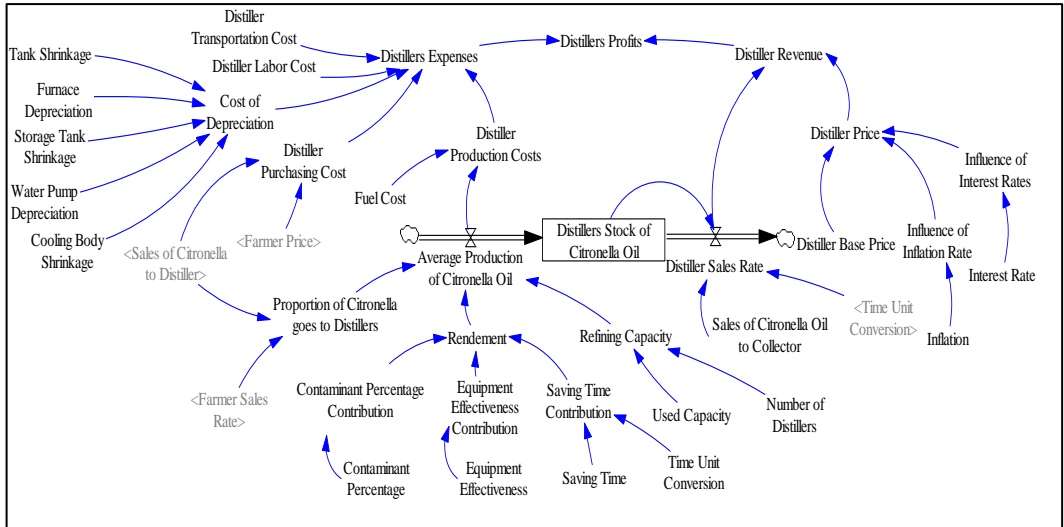 Distiller
Transportation Cost
Distillers Expenses
Distillers Profits
Distiller Revenue
Tank Shrinkage
Distiller Labor Cost
Furnace
Depreciation
Cost of
Depreciation
Storage Tank
Shrinkage
Distiller
Purchasing Cost
Distiller
Production Costs
Distiller Price
Influence of
Interest Rates
Water Pump
Depreciation
Fuel Cost
Cooling Body
Shrinkage
<Sales of Citronella
to Distiller>
<Farmer Price>
Distillers Stock of
Citronella Oil
Distiller Base Price
Influence of
Inflation Rate
Average Production
of Citronella Oil
Distiller Sales Rate
Interest Rate
Proportion of Citronella
goes to Distillers
<Time Unit
Conversion>
Rendement
Refining Capacity
Sales of Citronella Oil
to Collector
Inflation
<Farmer Sales
Rate>
Contaminant Percentage
Contribution
Equipment
Effectiveness
Contribution
Saving Time
Contribution
Used Capacity
Number of
Distillers
Contaminant
Percentage
Equipment
Effectiveness
Saving Time
Time Unit
Conversion